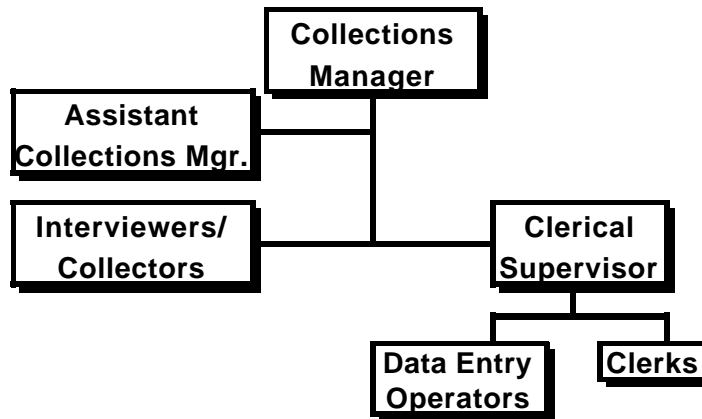 Collections
Manager
Assistant
Collections Mgr.
Interviewers/
Collectors
Clerical
Supervisor
Data Entry
Operators
Clerks